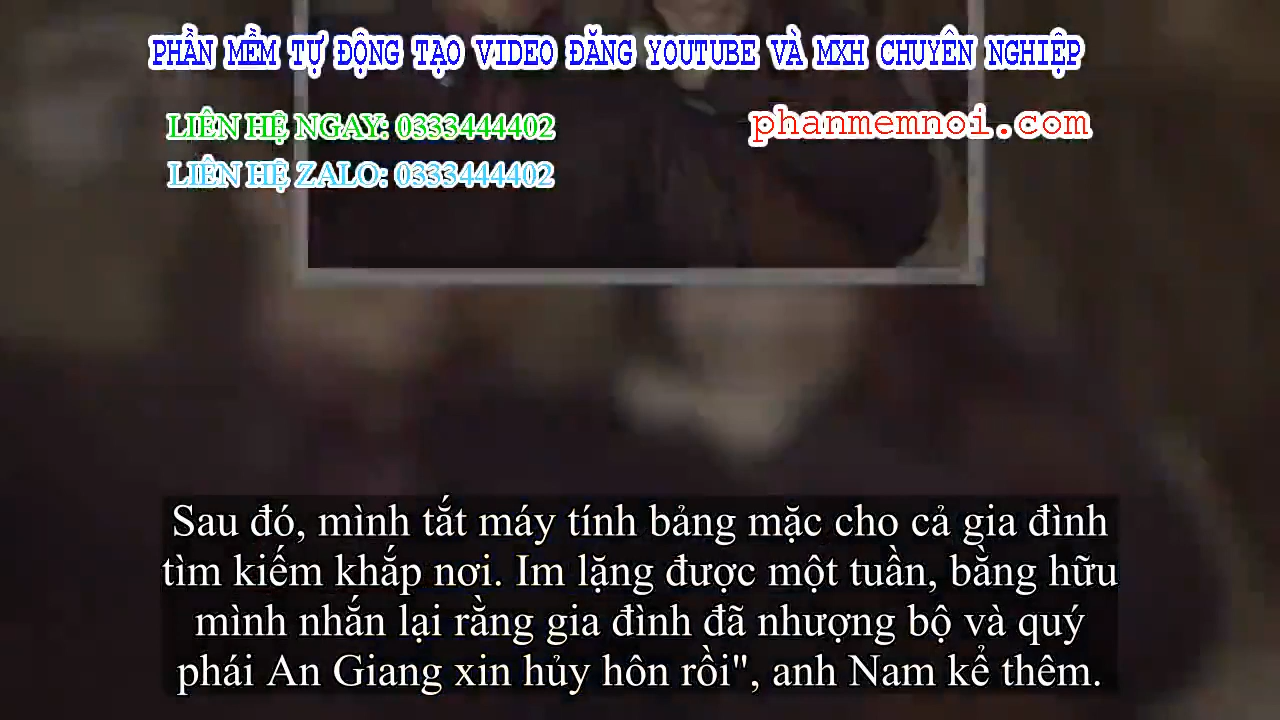 PHẦN MỀM TỰ ĐỘNG TẠO VIDEO ĐĂNG YOUTUBE VÀ MXH CHUYÊN NGHIỆP
LIÊN HỆ NGAY: 0333444402
phanmemnoi.com
LIÊN HỆ ZALO: 0333444402
Sau đó, mình tắt máy tính bảng mặc cho cả gia đình
tìm kiếm khắp nơi. Im lặng được một tuần, bằng hữu
mình nhắn lại rằng gia đình đã nhượng bộ và quý
phái An Giang xin hủy hôn rồi", anh Nam kể thêm.